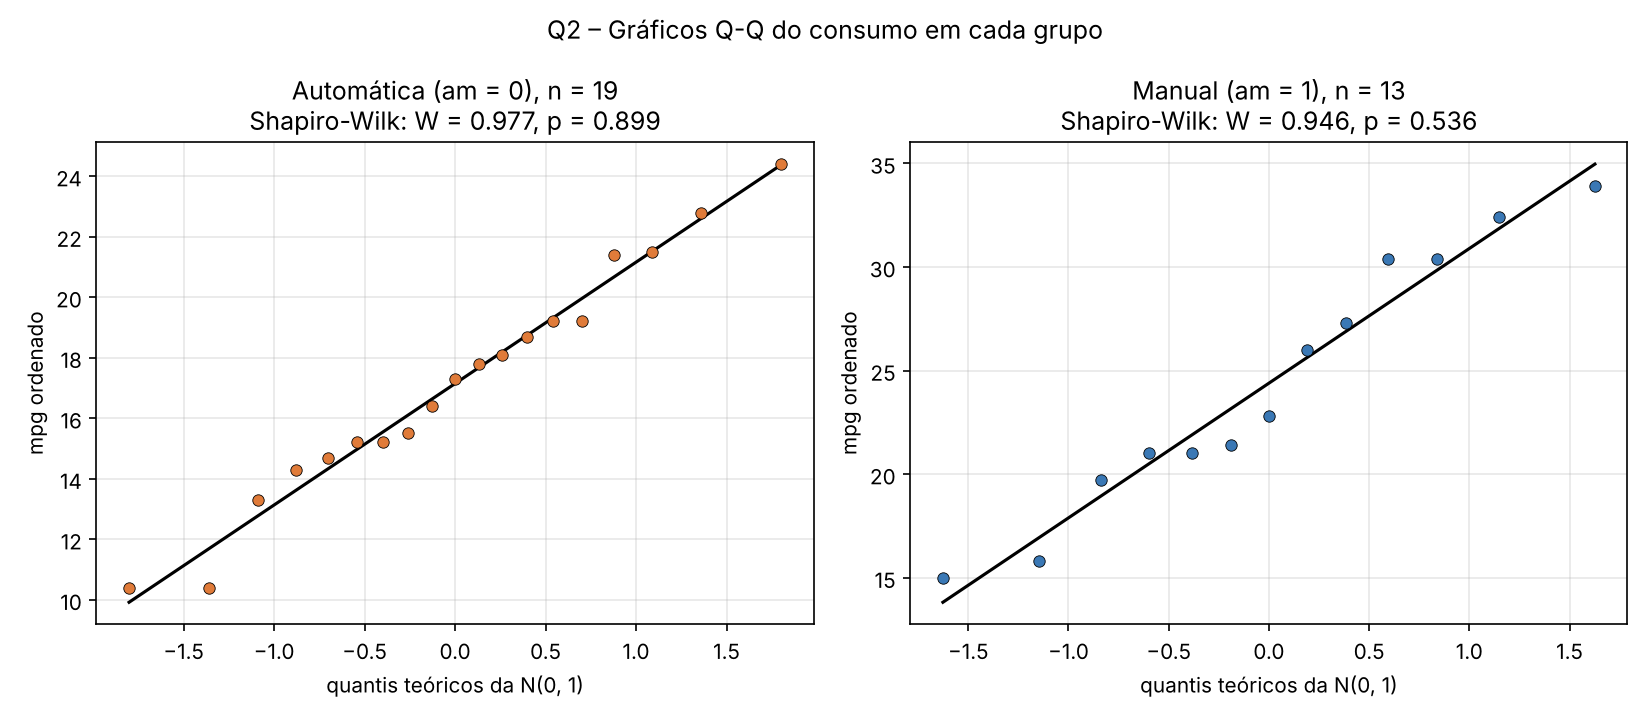 Q2 – Gráficos Q-Q do consumo em cada grupo
Automática (am = 0), n = 19
Shapiro-Wilk: W = 0.977, p = 0.899
mpg ordenado
24
22
20
18
16
14
12
10
−1.5 −1.0 −0.5 0.0 0.5 1.0 1.5
quantis teóricos da N(0, 1)
Manual (am = 1), n = 13
Shapiro-Wilk: W = 0.946, p = 0.536
mpg ordenado
35
30
25
20
15
−1.5 −1.0 −0.5 0.0 0.5 1.0 1.5
quantis teóricos da N(0, 1)